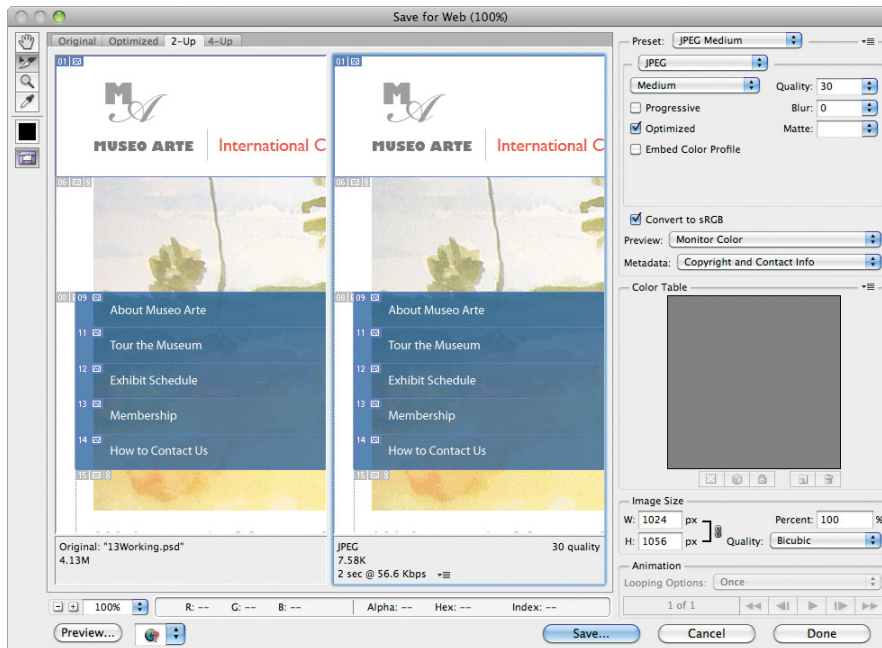 Save for Web (100%)
Original Optimized 2-Up 4-Up
01
MA
MUSEO ARTE International C
06
08 09 About Museo Arte
11 Tour the Museum
12 Exhibit Schedule
13 Membership
14 How to Contact Us
15
Original: "13Working.psd"
4.13M
01
MA
MUSEO ARTE International C
06
08 09 About Museo Arte
11 Tour the Museum
12 Exhibit Schedule
13 Membership
14 How to Contact Us
15
JPEG 30 quality
7.58K
2 sec @ 56.6 Kbps
Preset: JPEG Medium
JPEG
Medium Quality: 30
Progressive Blur: 0
Optimized Matte:
Embed Color Profile
Convert to sRGB
Preview: Monitor Color
Metadata: Copyright and Contact Info
Color Table
Image Size
W: 1024 px Percent: 100 %
H: 1056 px Quality: Bicubic
Animation
Looping Options: Once
1 of 1
100% R: -- G: -- B: -- Alpha: -- Hex: -- Index: --
Preview... Save... Cancel Done